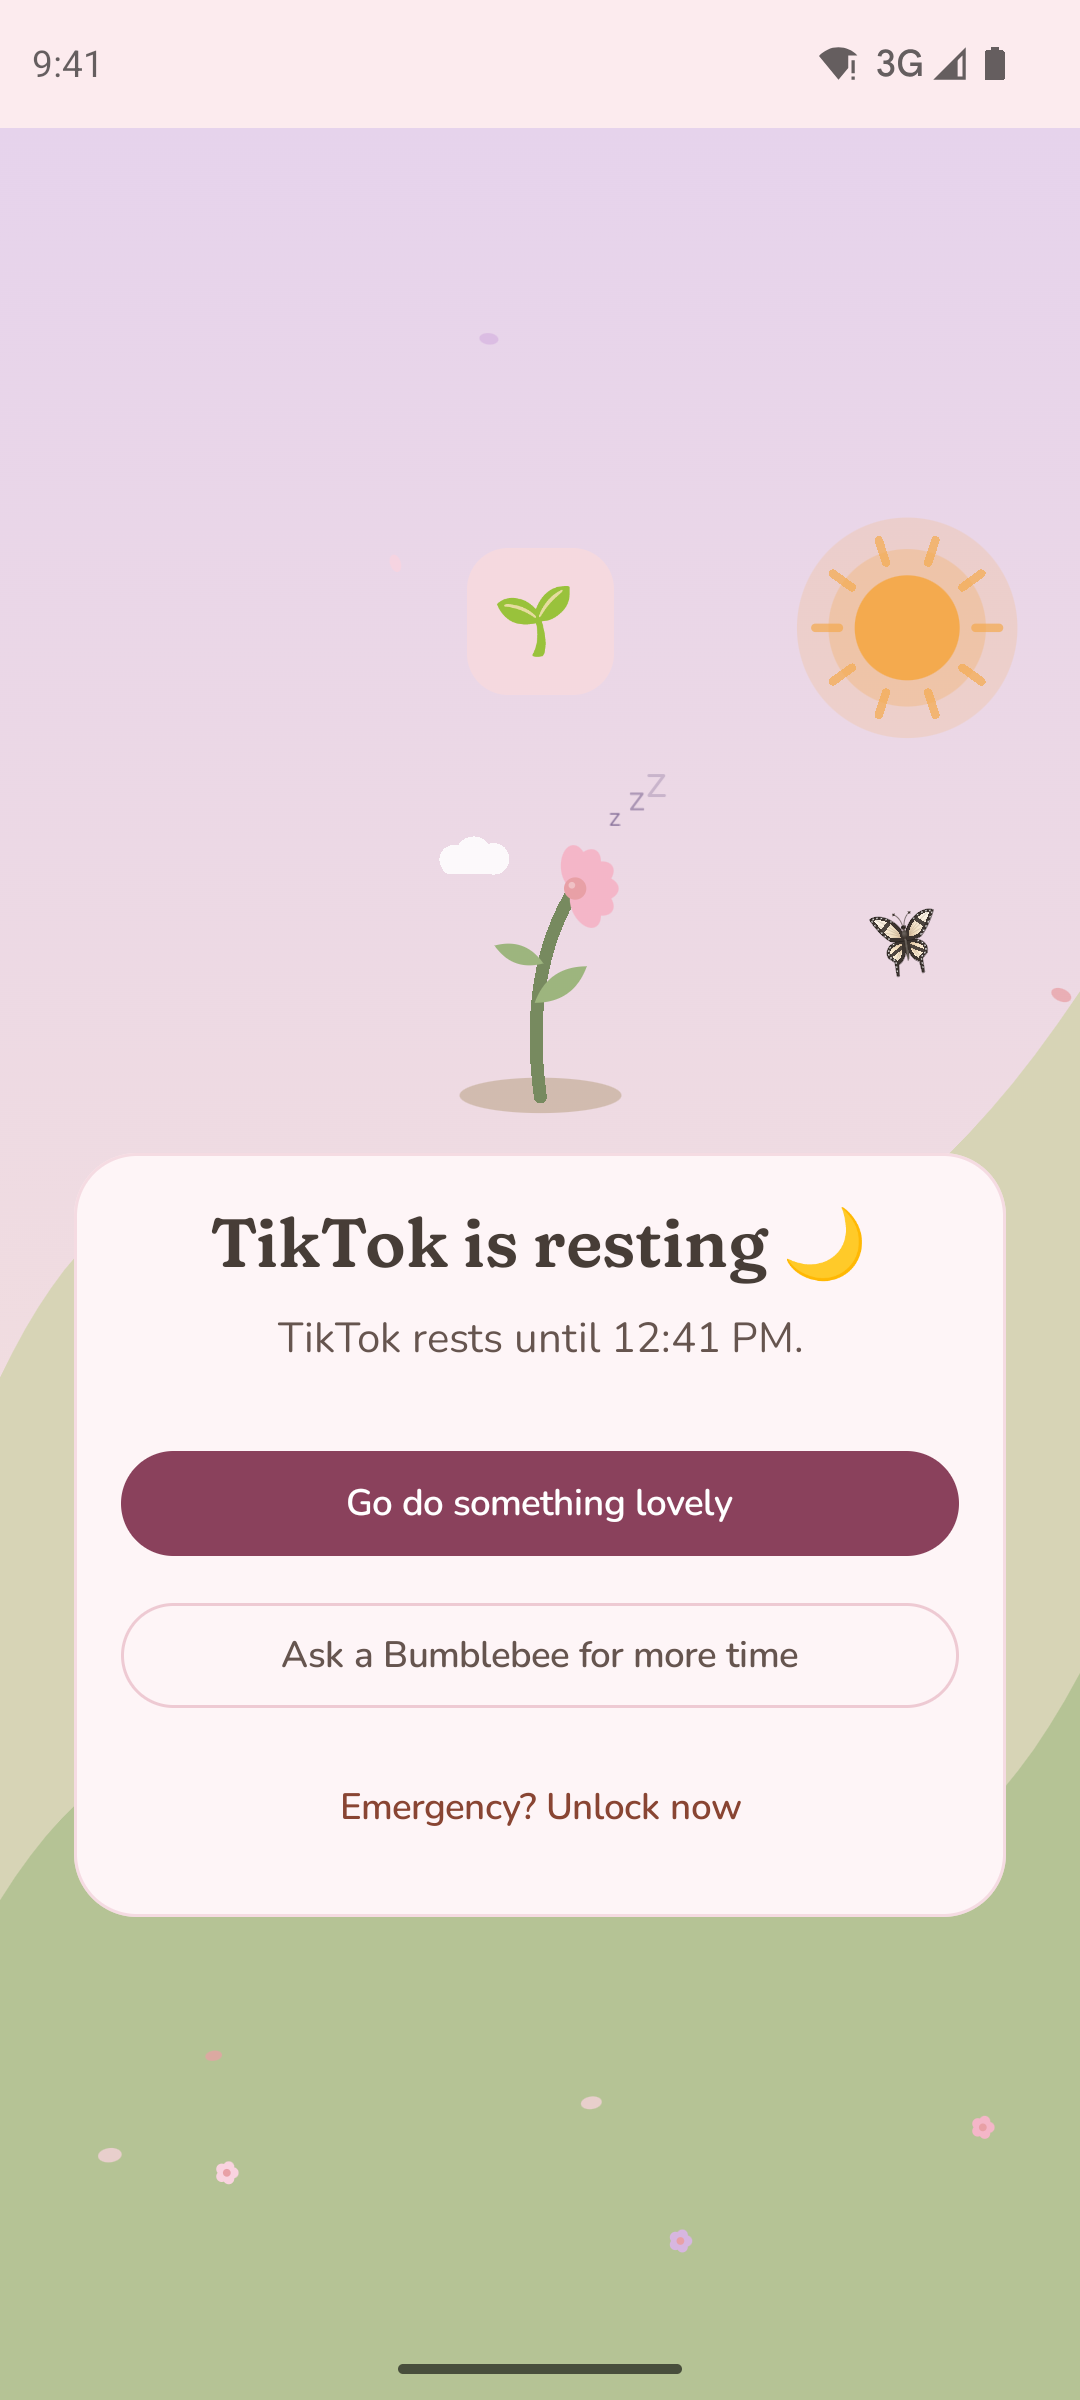 9:41
3G
z z Z
TikTok is resting 🌙
TikTok rests until 12:41 PM.
Go do something lovely
Ask a Bumblebee for more time
Emergency? Unlock now